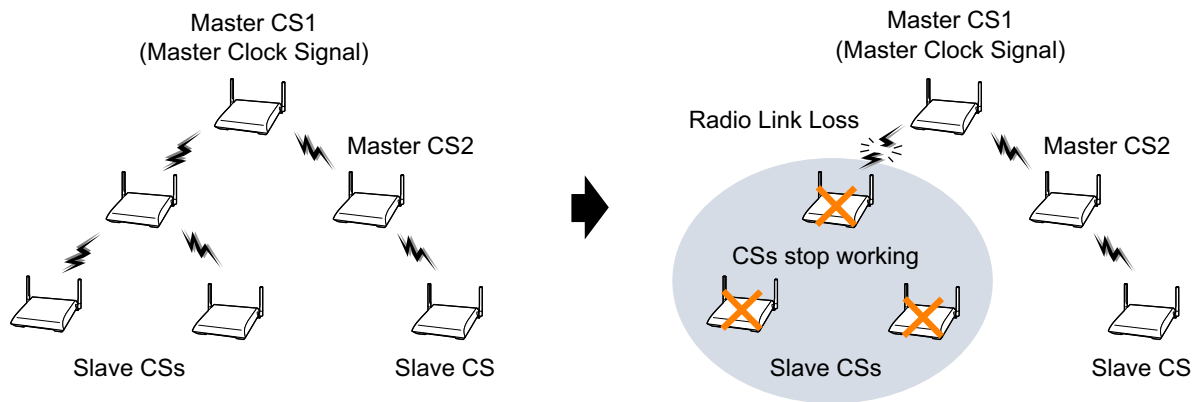 Master CS1
(Master Clock Signal)
Master CS2
Slave CSs
Slave CS
Master CS1
(Master Clock Signal)
Radio Link Loss
Master CS2
CSs stop working
Slave CSs
Slave CS